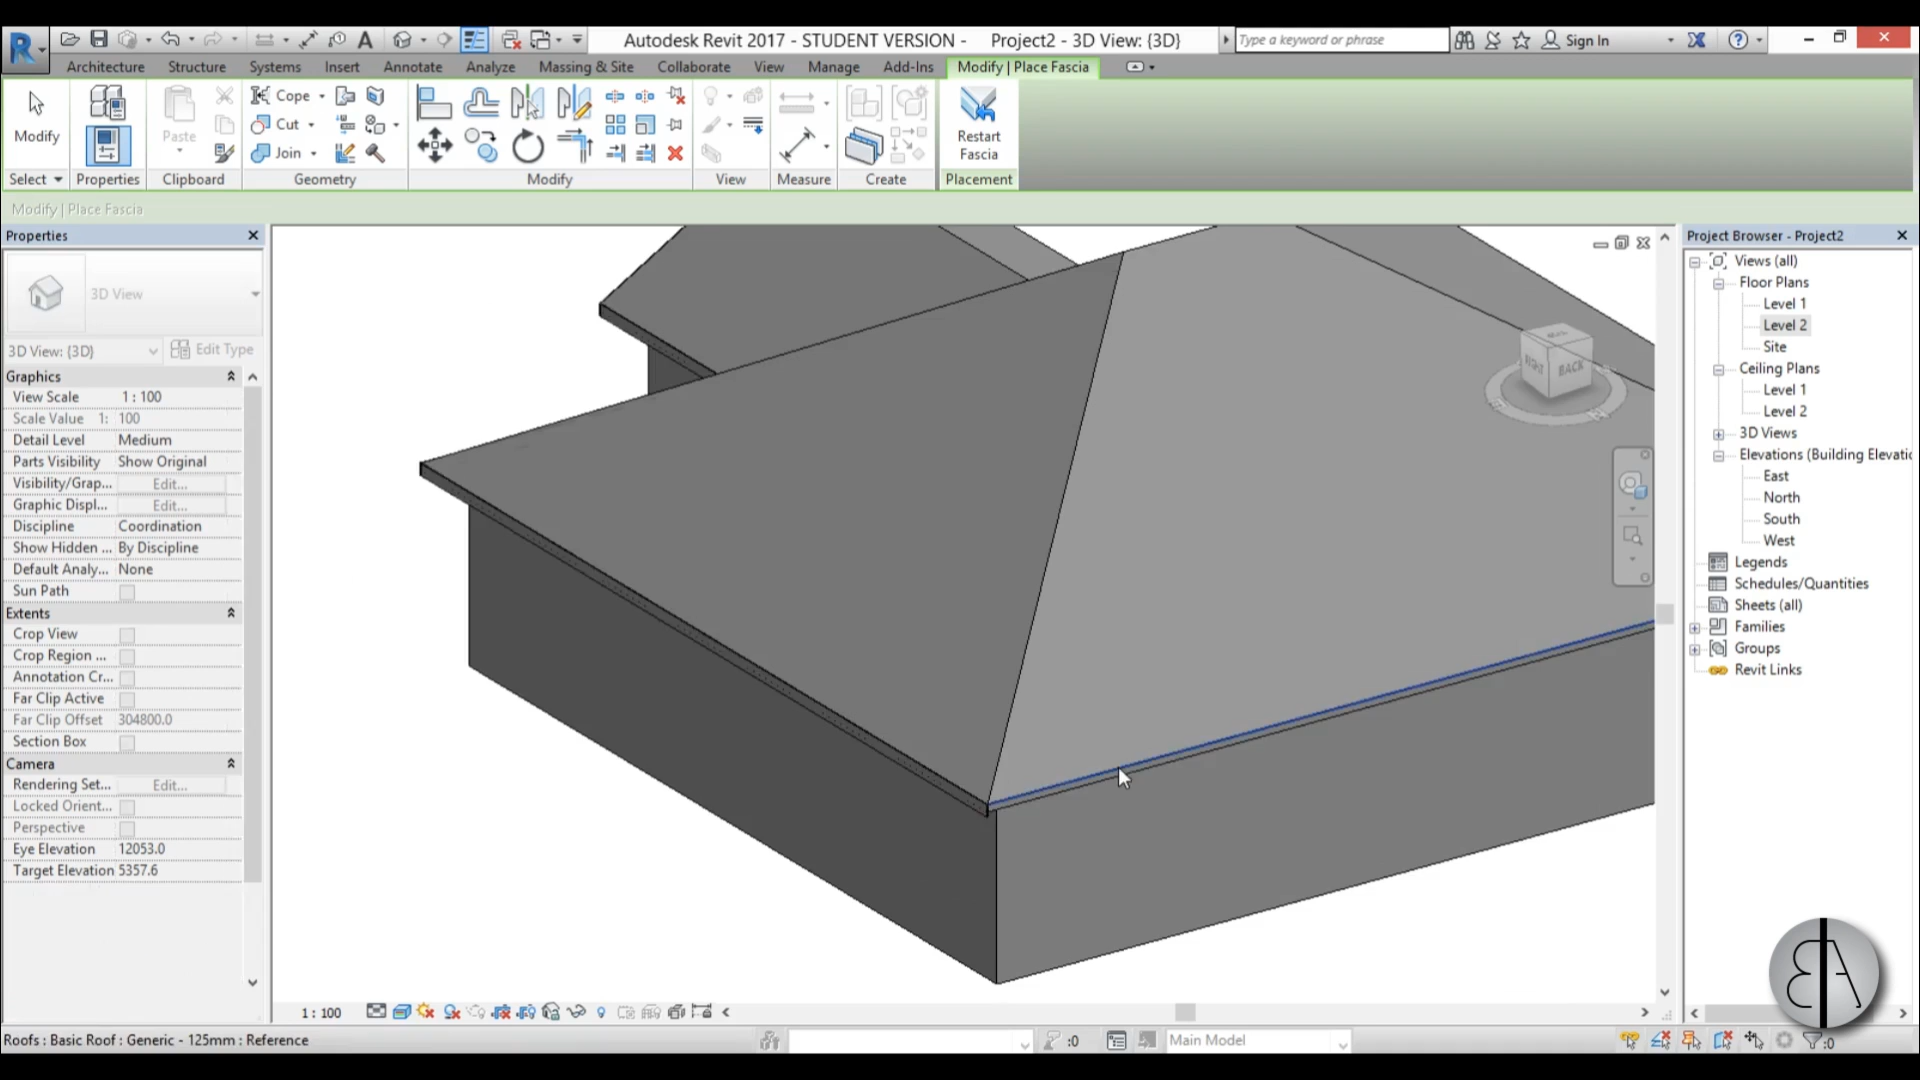 Autodesk Revit 2017 - STUDENT VERSION - Project2 - 3D View: {3D}
Type a keyword or phrase
Sign In
Architecture Structure Systems Insert Annotate Analyze Massing & Site Collaborate View Manage Add-Ins Modify | Place Fascia
Modify
Paste
Cope
Cut
Join
Restart
Fascia
Select Properties Clipboard Geometry Modify View Measure Create Placement
Modify | Place Fascia
Properties
3D View
3D View: {3D}
Edit Type
Graphics
View Scale 1 : 100
Scale Value 1: 100
Detail Level Medium
Parts Visibility Show Original
Visibility/Grap... Edit...
Graphic Displ... Edit...
Discipline Coordination
Show Hidden ... By Discipline
Default Analy... None
Sun Path
Extents
Crop View
Crop Region ...
Annotation Cr...
Far Clip Active
Far Clip Offset 304800.0
Section Box
Camera
Rendering Set... Edit...
Locked Orient...
Perspective
Eye Elevation 12053.0
Target Elevation 5357.6
BACK
Project Browser - Project2
Views (all)
Floor Plans
Level 1
Level 2
Site
Ceiling Plans
Level 1
Level 2
3D Views
Elevations (Building Elevatic
East
North
South
West
Legends
Schedules/Quantities
Sheets (all)
Families
Groups
Revit Links
1 : 100
Roofs : Basic Roof : Generic - 125mm : Reference
:0
Main Model
:0